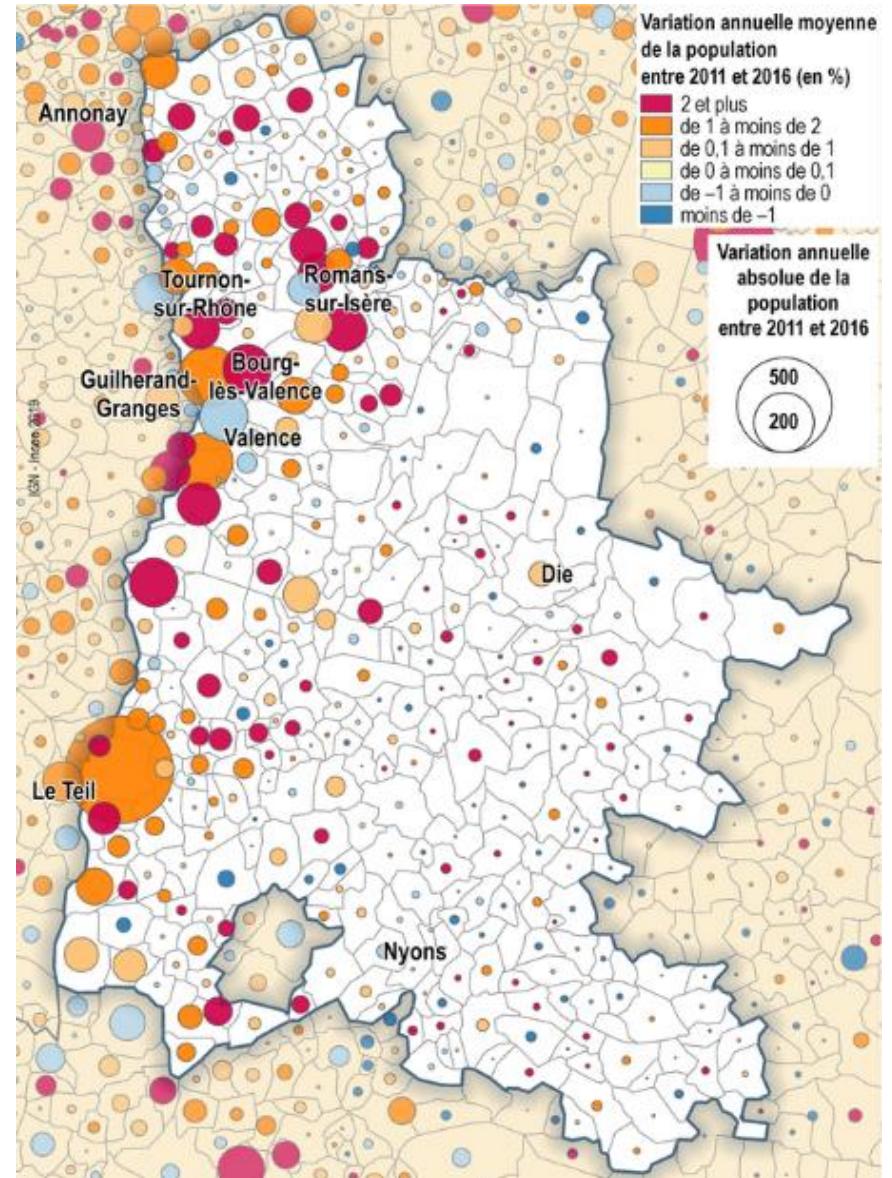 Variation annuelle moyenne
de la population
entre 2011 et 2016 (en %)
2 et plus
de 1 à moins de 2
de 0,1 à moins de 1
de 0 à moins de 0,1
de –1 à moins de 0
moins de –1
Variation annuelle
absolue de la
population
entre 2011 et 2016
500
200
Annonay
Tournon-
sur-Rhône
Romans-
sur-Isère
Bourg-
lès-Valence
Guilherand-
Granges
Valence
IGN - Insee 2019
Die
Le Teil
Nyons